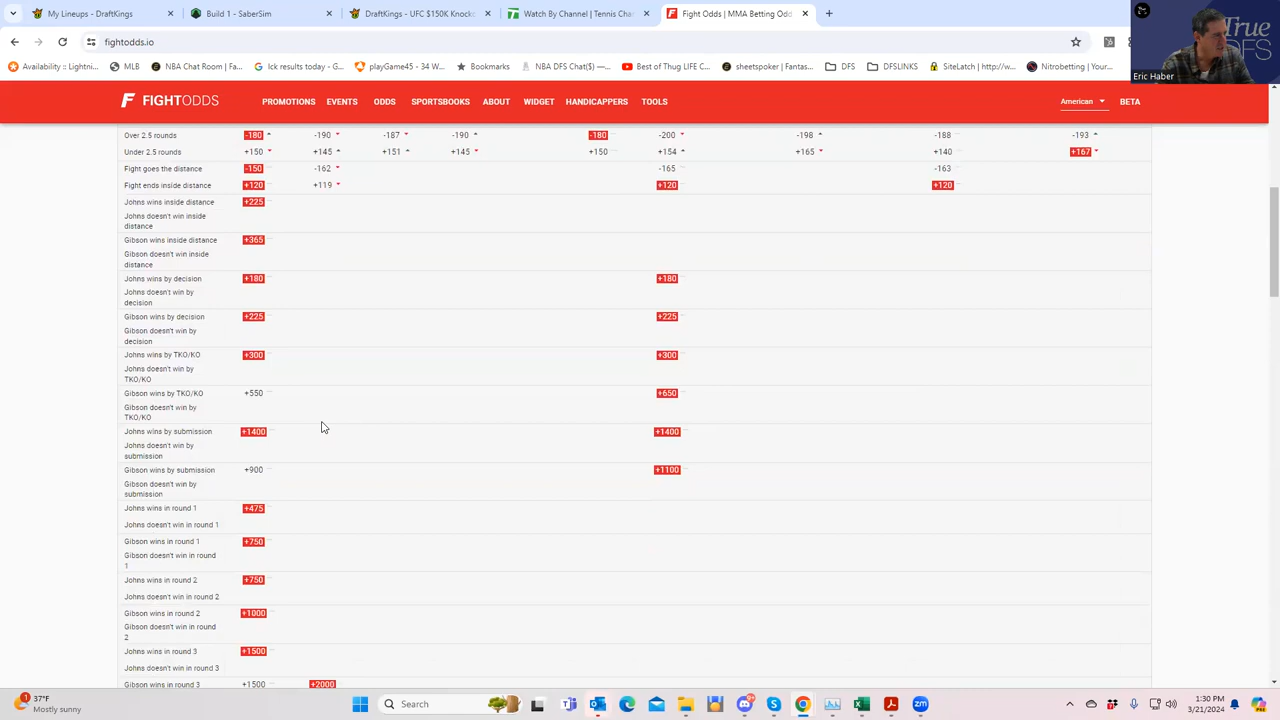 My Lineups - DraftKings
Build 1 - SaberSim
DraftKings - UFC $150K Knocko
Watch By Channel | Tennis Chan
Fight Odds | MMA Betting Od
fightodds.io
Availability :: Lightni...
MLB
NBA Chat Room | Fa...
lck results today - G...
playGame45 - 34 W...
Bookmarks
NBA Chat($) — ...
Best of Thug LIFE C...
sheetspoker | Fantas...
DFS
DFSLINKS
SiteLatch | http://w...
Nitrobetting | Your...
True
DFS
Eric Haber
FIGHTODDS
PROMOTIONS EVENTS ODDS SPORTSBOOKS ABOUT WIDGET HANDICAPPERS TOOLS
American
BETA
Over 2.5 rounds -180 -190 -187 -190 -180 -200 -198 -188 -193
Under 2.5 rounds +150 +145 +151 +145 +150 +154 +165 +140 +167
Fight goes the distance -150 -162 -165 -163
Fight ends inside distance +120 +119 +120 +120
Johns wins inside distance +225
Johns doesn't win inside
distance
Gibson wins inside distance +365
Gibson doesn't win inside
distance
Johns wins by decision +180 +180
Johns doesn't win by
decision
Gibson wins by decision +225 +225
Gibson doesn't win by
decision
Johns wins by TKO/KO +300 +300
Johns doesn't win by
TKO/KO
Gibson wins by TKO/KO +550 +650
Gibson doesn't win by
TKO/KO
Johns wins by submission +1400 +1400
Johns doesn't win by
submission
Gibson wins by submission +900 +1100
Gibson doesn't win by
submission
Johns wins in round 1 +475
Johns doesn't win in round 1
Gibson wins in round 1 +750
Gibson doesn't win in round
1
Johns wins in round 2 +750
Johns doesn't win in round 2
Gibson wins in round 2 +1000
Gibson doesn't win in round
2
Johns wins in round 3 +1500
Johns doesn't win in round 3
Gibson wins in round 3 +1500 +2000
37°F
Mostly sunny
Search
1:30 PM
3/21/2024